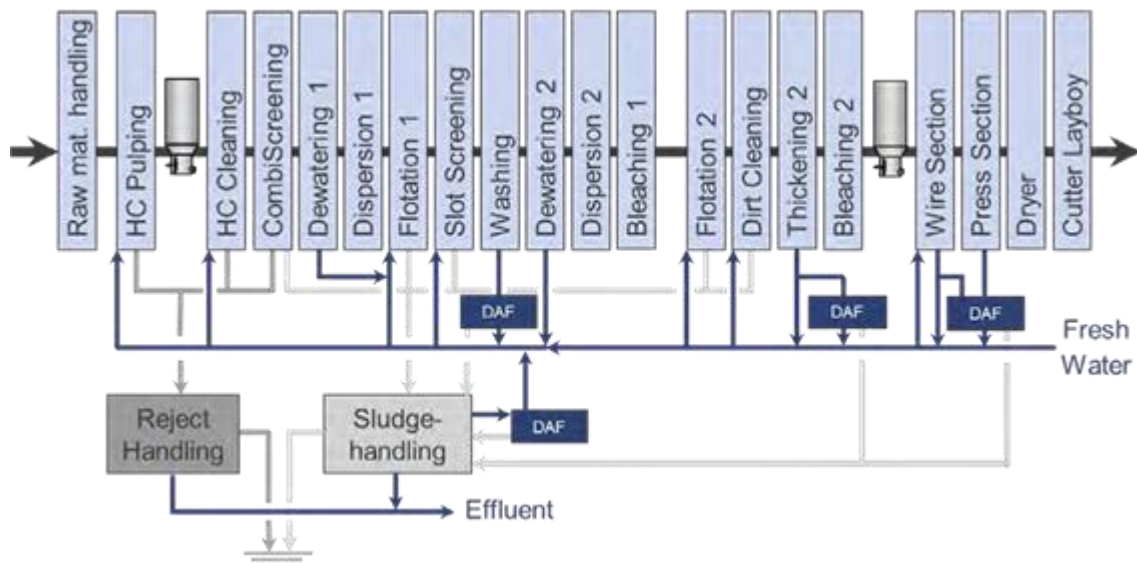 Raw mat. handling
HC Pulping
HC Cleaning
CombiScreening
Dewatering 1
Dispersion 1
Flotation 1
Slot Screening
Washing
Dewatering 2
Dispersion 2
Bleaching 1
Flotation 2
Dirt Cleaning
Thickening 2
Bleaching 2
Wire Section
Press Section
Dryer
Cutter Layboy
DAF
DAF
DAF
Fresh
Water
Reject
Handling
Sludge-
handling
DAF
Effluent